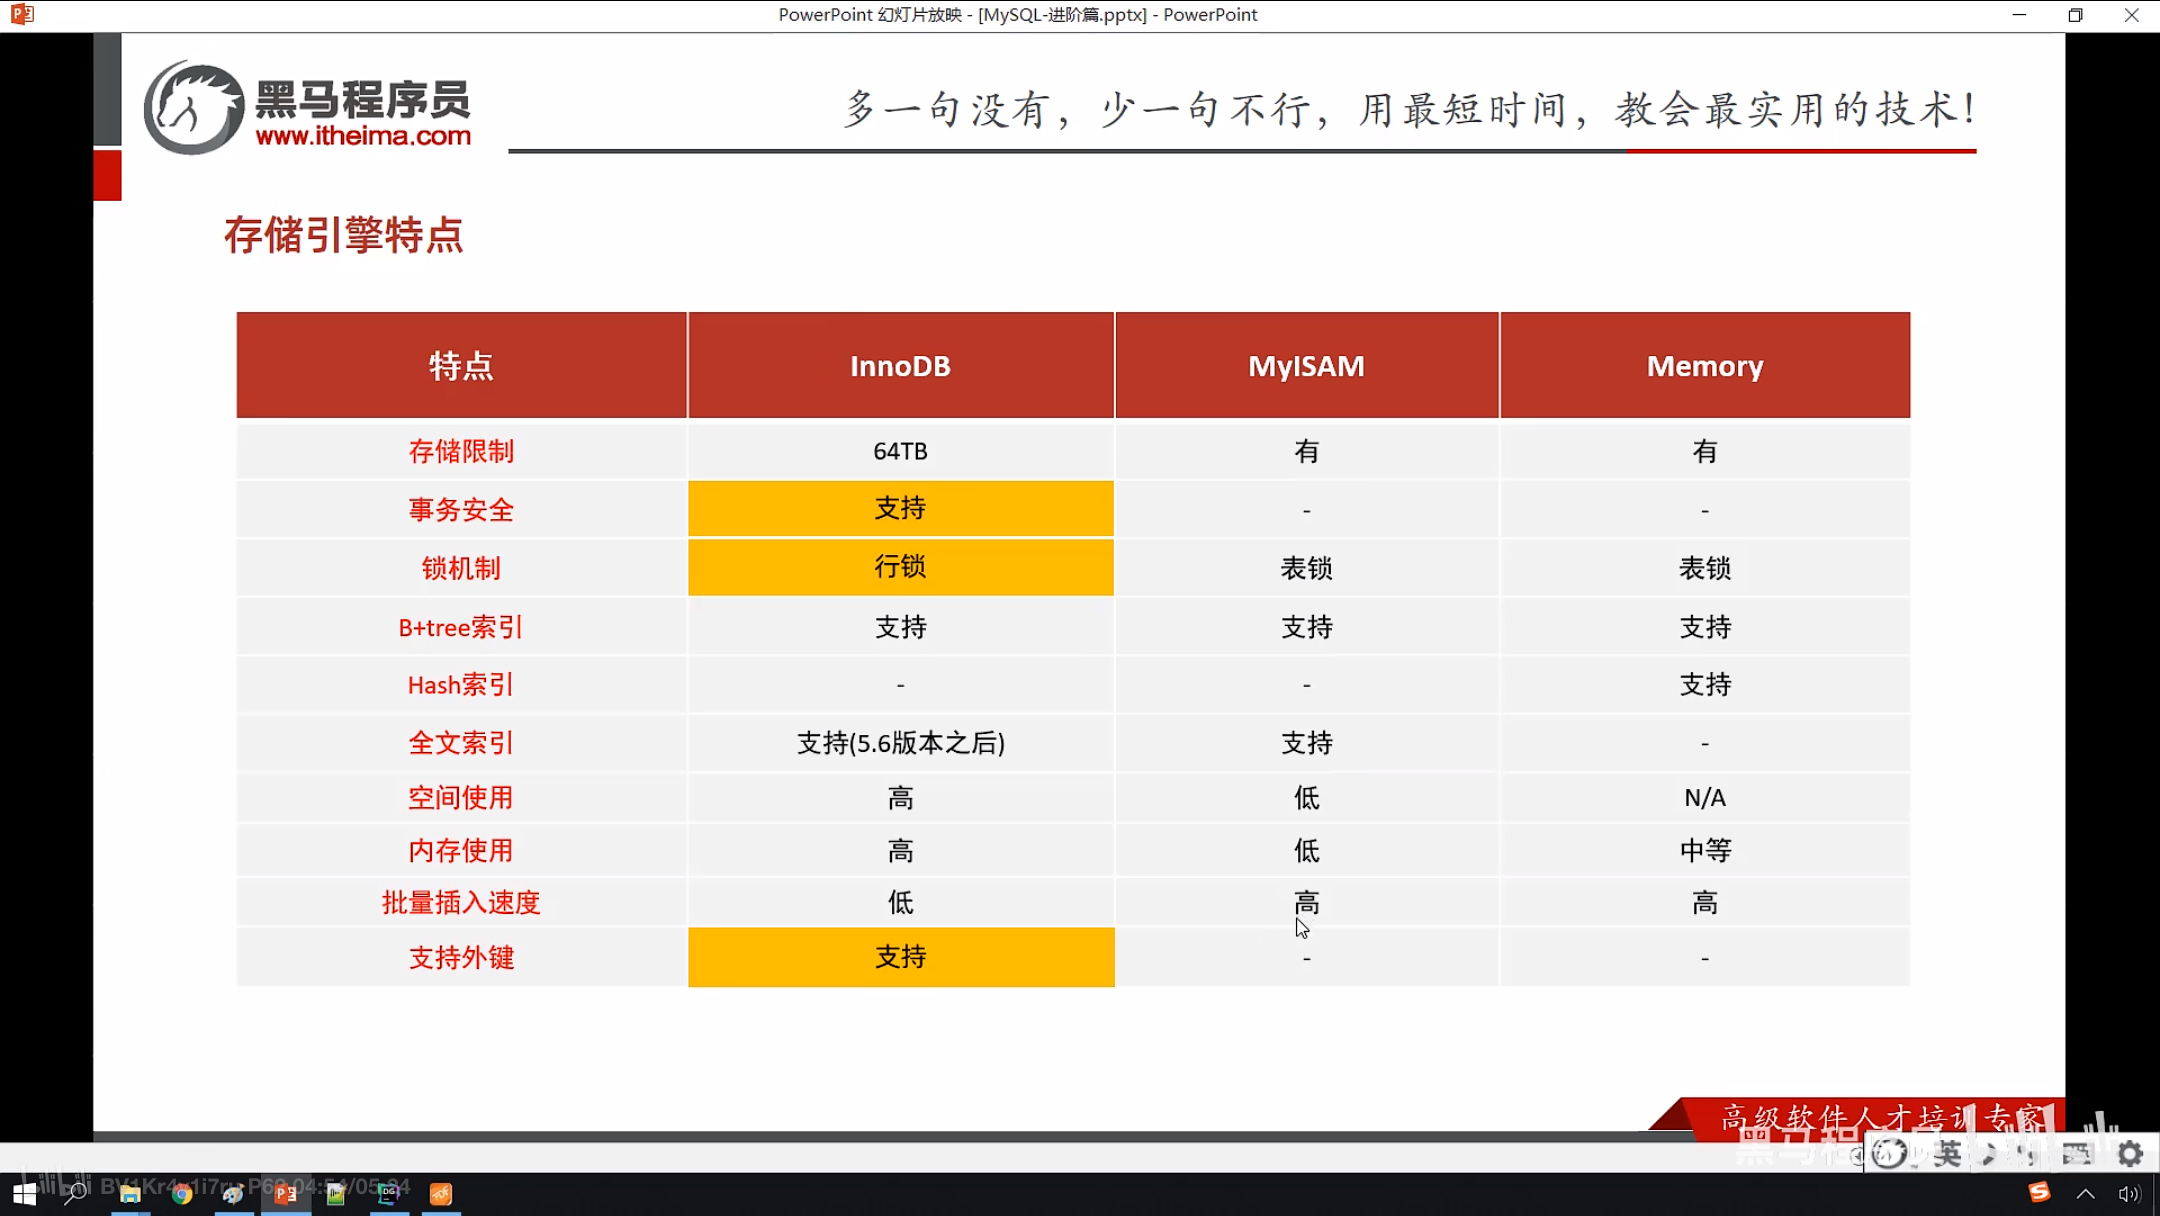 PowerPoint 幻灯片放映 - [MySQL-进阶篇.pptx] - PowerPoint
黑马程序员
www.itheima.com
多一句没有，少一句不行，用最短时间，教会最实用的技术！
存储引擎特点
特点 InnoDB MyISAM Memory
存储限制 64TB 有 有
事务安全 支持 - -
锁机制 行锁 表锁 表锁
B+tree索引 支持 支持 支持
Hash索引 - - 支持
全文索引 支持(5.6版本之后) 支持 -
空间使用 高 低 N/A
内存使用 高 低 中等
批量插入速度 低 高 高
支持外键 支持 - -
高级软件人才培训专家
黑马程序员
英